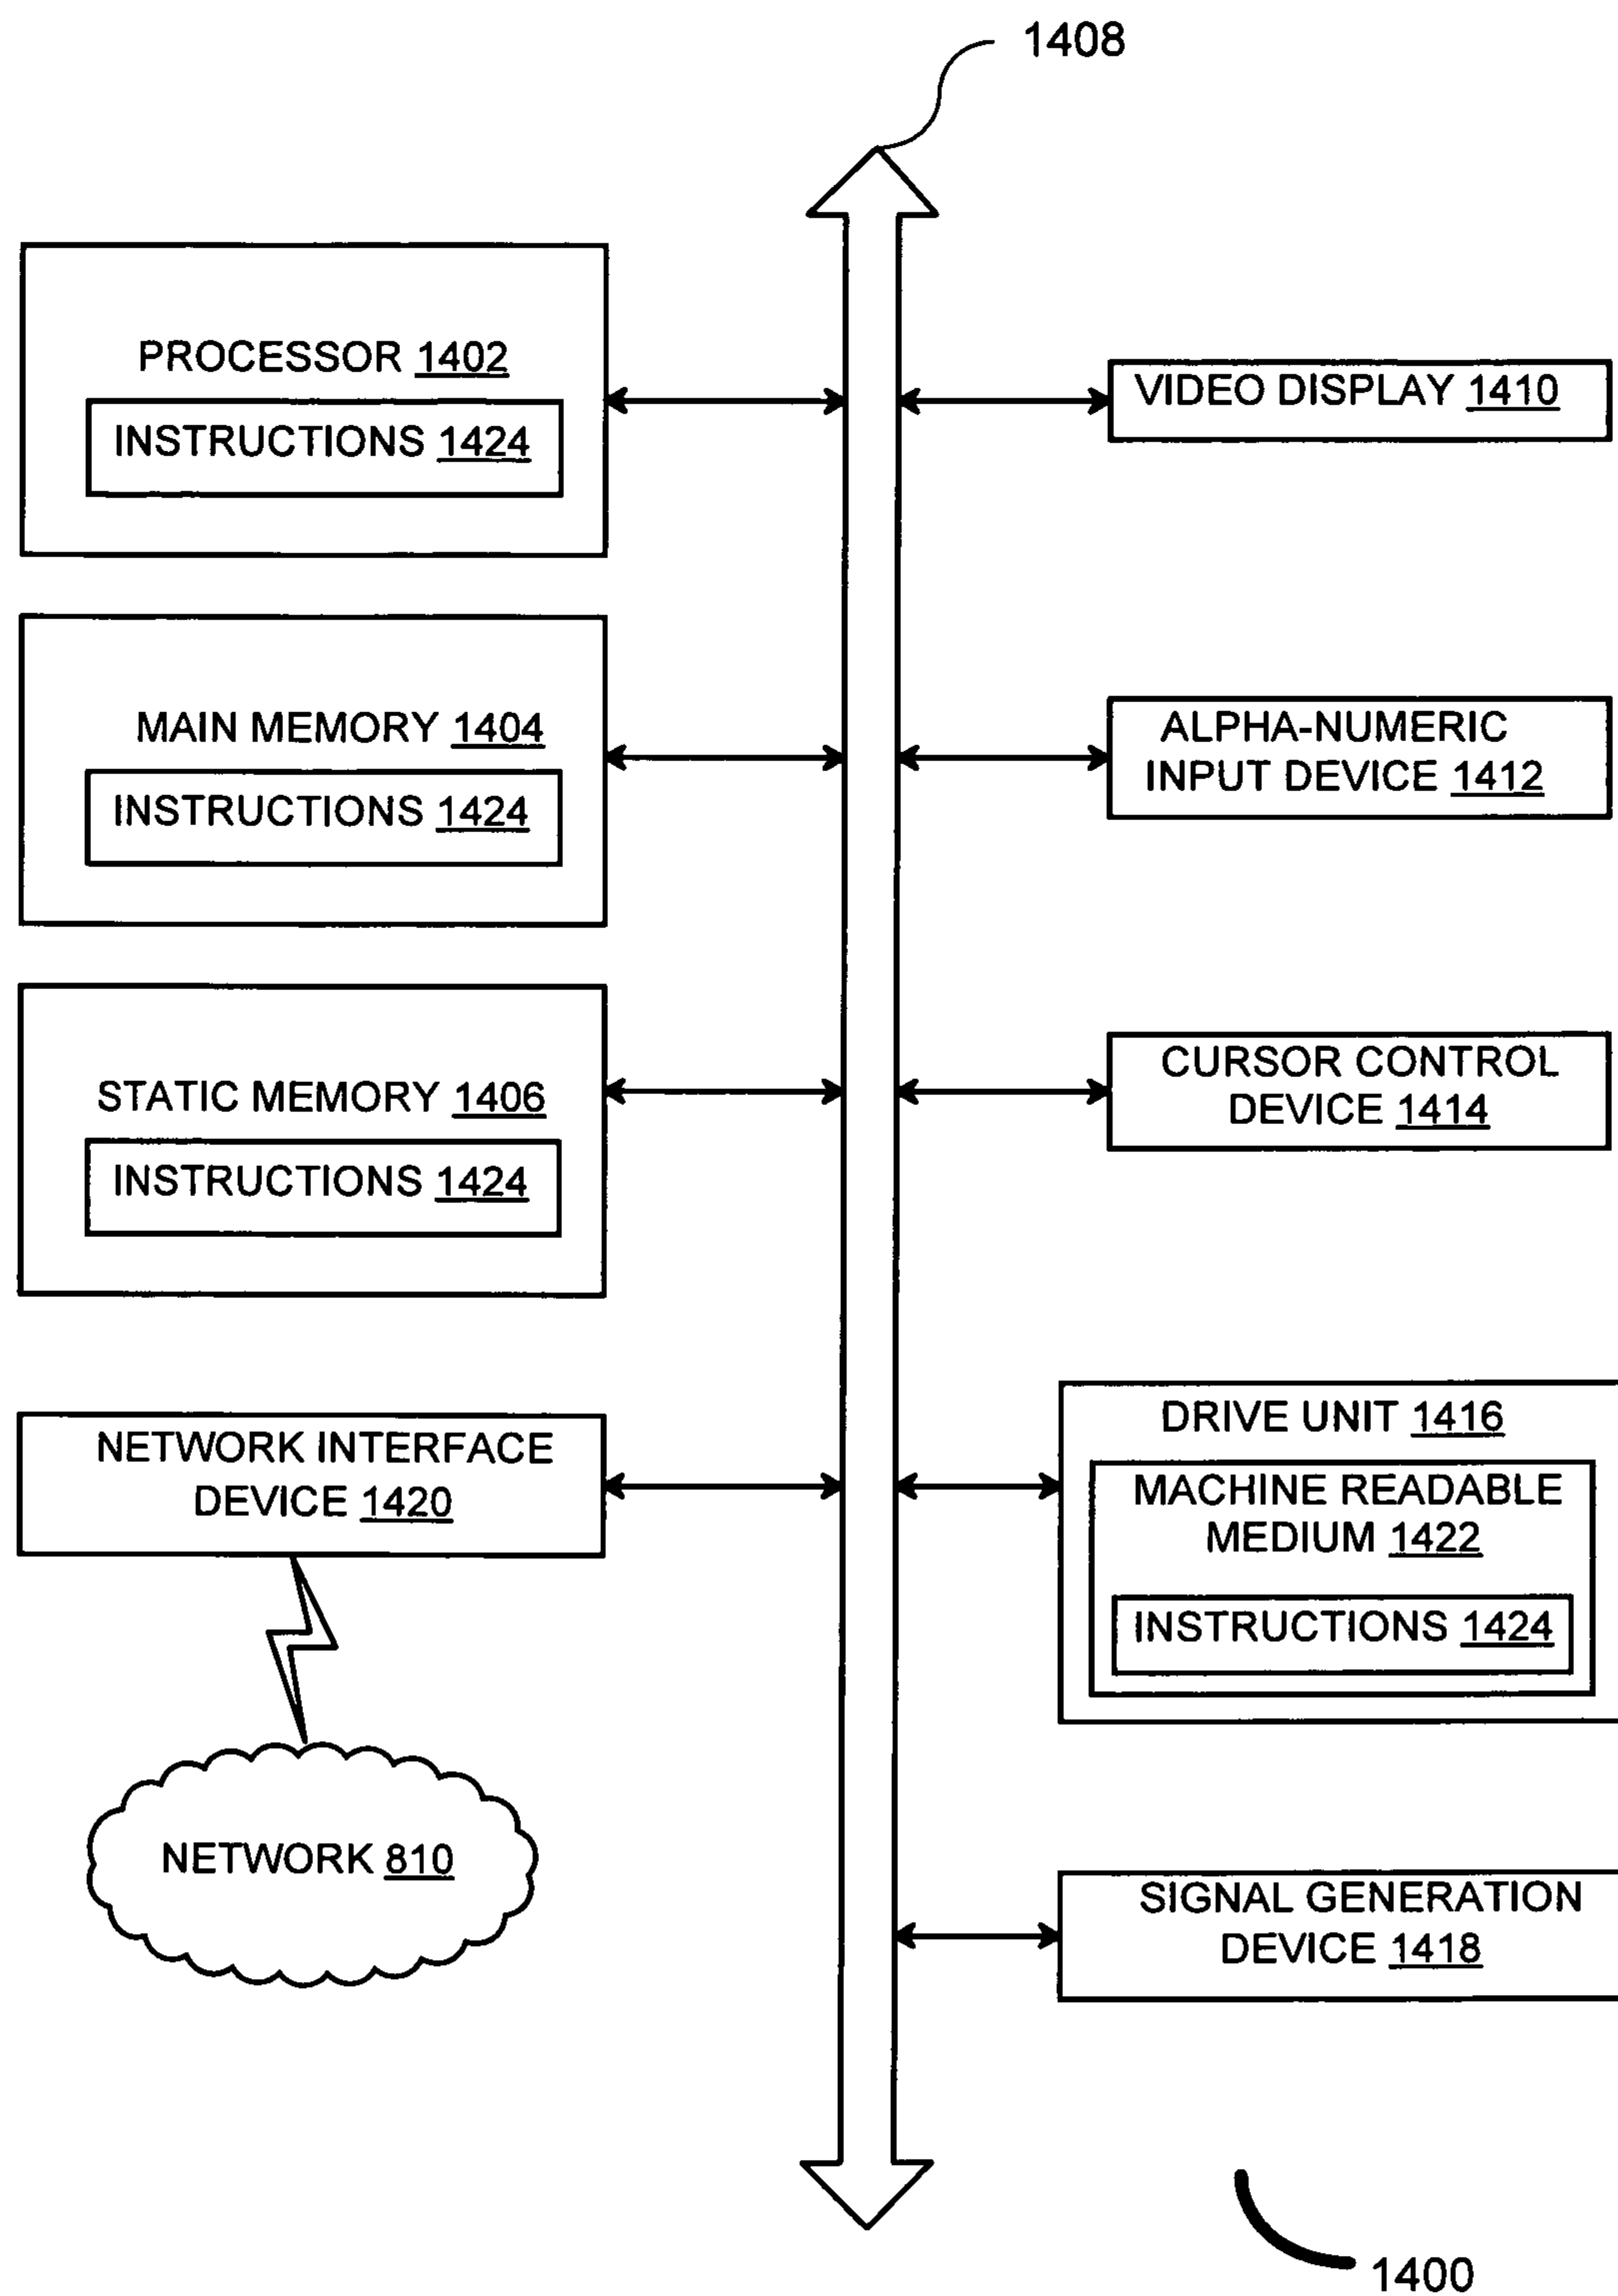 1408
PROCESSOR 1402
INSTRUCTIONS 1424
MAIN MEMORY 1404
INSTRUCTIONS 1424
STATIC MEMORY 1406
INSTRUCTIONS 1424
NETWORK INTERFACE
DEVICE 1420
NETWORK 810
VIDEO DISPLAY 1410
ALPHA-NUMERIC
INPUT DEVICE 1412
CURSOR CONTROL
DEVICE 1414
DRIVE UNIT 1416
MACHINE READABLE
MEDIUM 1422
INSTRUCTIONS 1424
SIGNAL GENERATION
DEVICE 1418
1400